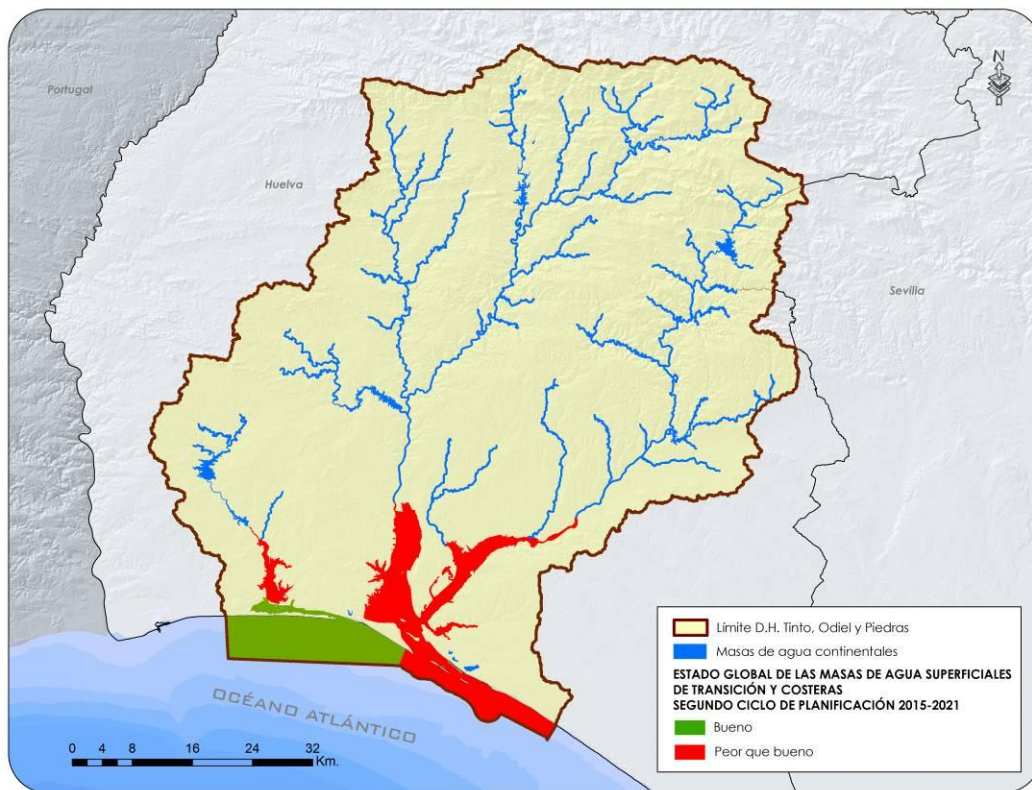 N
Portugal
Huelva
Sevilla
OCÉANO ATLÁNTICO
0 4 8 16 24 32
Km.
Límite D.H. Tinto, Odiel y Piedras
Masas de agua continentales
ESTADO GLOBAL DE LAS MASAS DE AGUA SUPERFICIALES
DE TRANSICIÓN Y COSTERAS
SEGUNDO CICLO DE PLANIFICACIÓN 2015-2021
Bueno
Peor que bueno